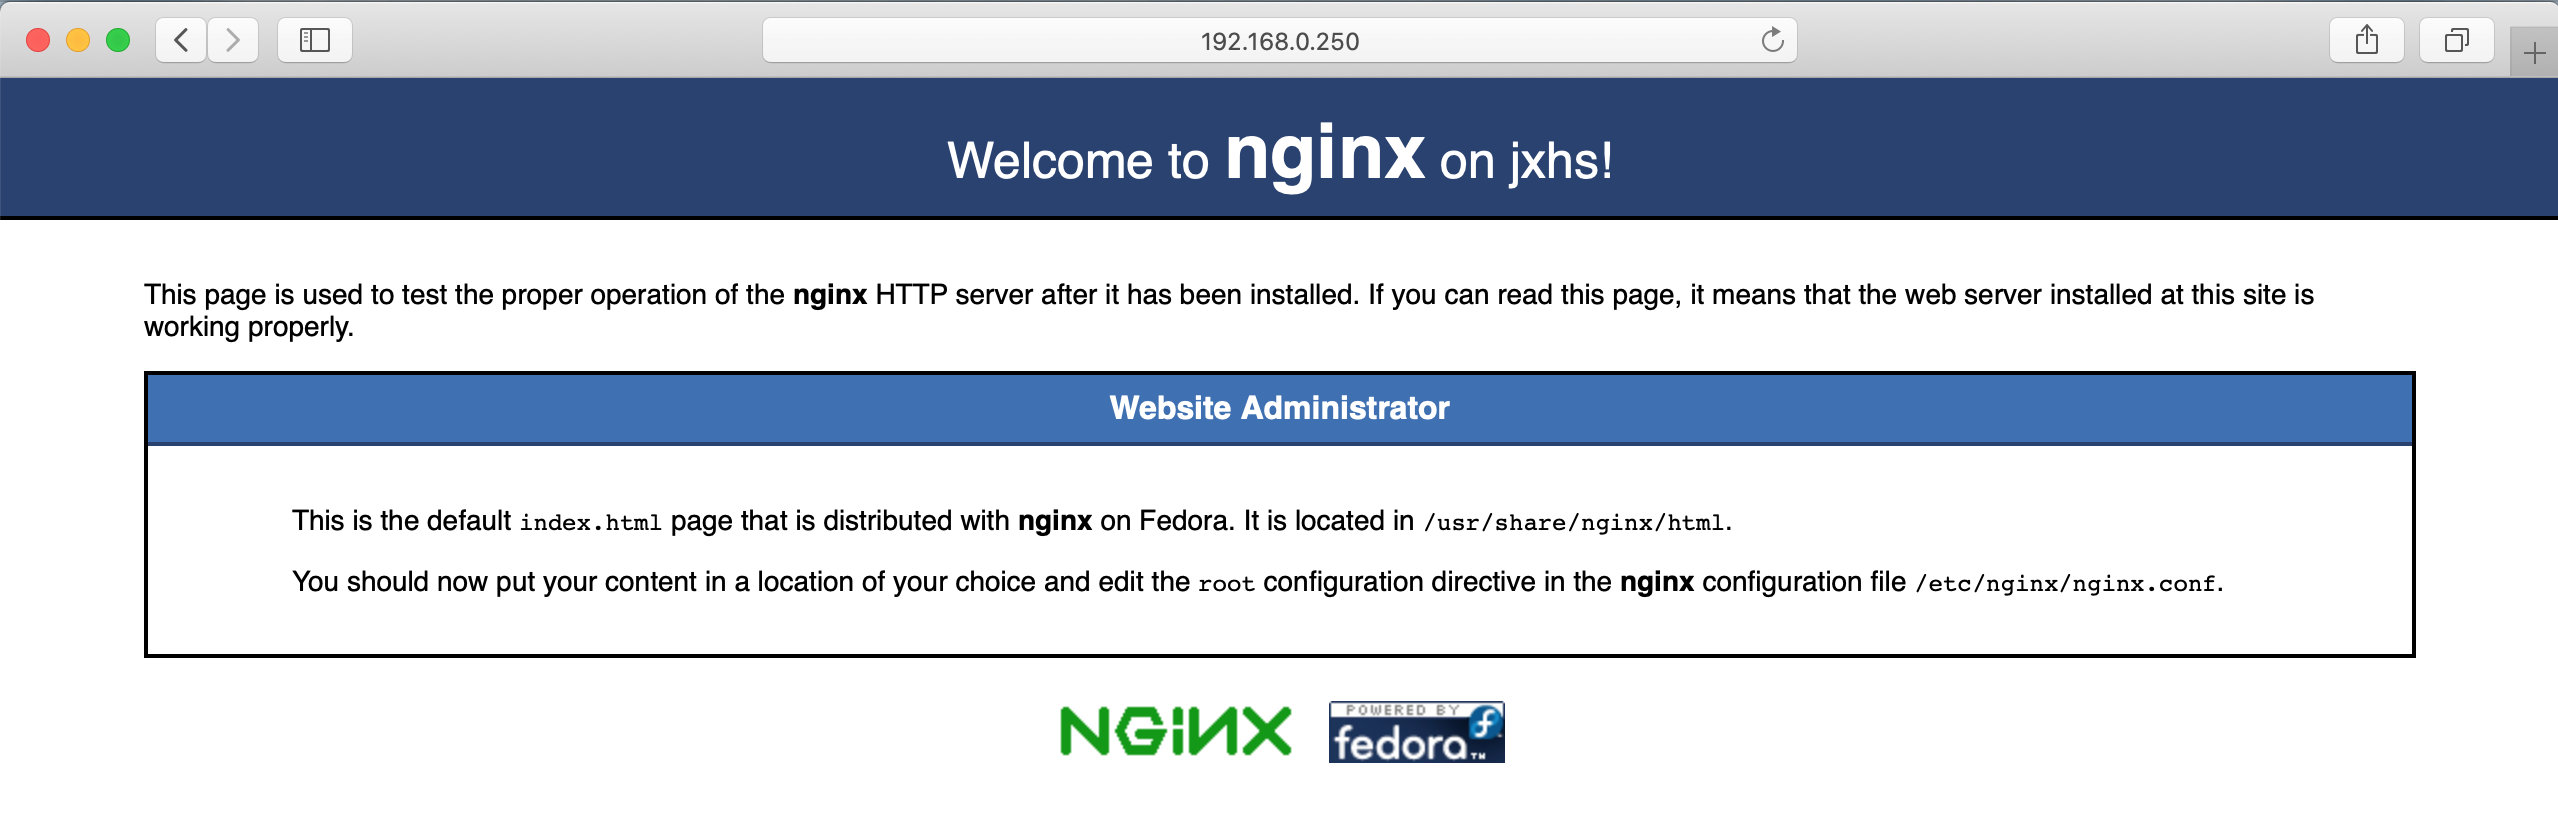 192.168.0.250
Welcome to nginx on jxhs!
This page is used to test the proper operation of the nginx HTTP server after it has been installed. If you can read this page, it means that the web server installed at this site is
working properly.
Website Administrator
This is the default index.html page that is distributed with nginx on Fedora. It is located in /usr/share/nginx/html.
You should now put your content in a location of your choice and edit the root configuration directive in the nginx configuration file /etc/nginx/nginx.conf.
NGINX
POWERED BY
fedora™